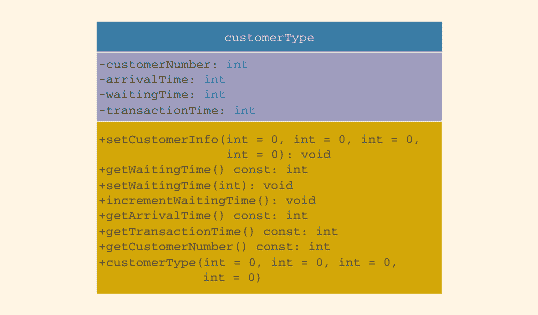 customerType
-customerNumber: int
-arrivalTime: int
-waitingTime: int
-transactionTime: int
+setCustomerInfo(int = 0, int = 0, int = 0,
int = 0): void
+getWaitingTime() const: int
+setWaitingTime(int): void
+incrementWaitingTime(): void
+getArrivalTime() const: int
+getTransactionTime() const: int
+getCustomerNumber() const: int
+customerType(int = 0, int = 0, int = 0,
int = 0)